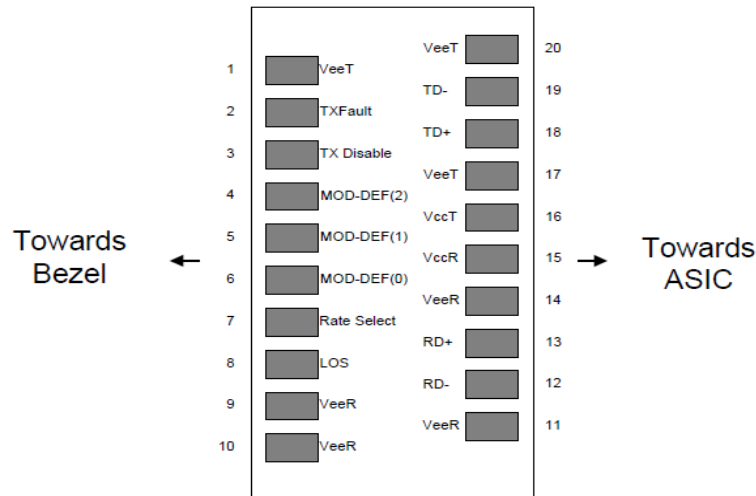 VeeT 20
1 VeeT
TD- 19
2 TXFault
TD+ 18
3 TX Disable
VeeT 17
4 MOD-DEF(2)
VccT 16
5 MOD-DEF(1)
VccR 15
6 MOD-DEF(0)
VeeR 14
7 Rate Select
RD+ 13
8 LOS
RD- 12
9 VeeR
VeeR 11
10 VeeR
Towards
Bezel
Towards
ASIC